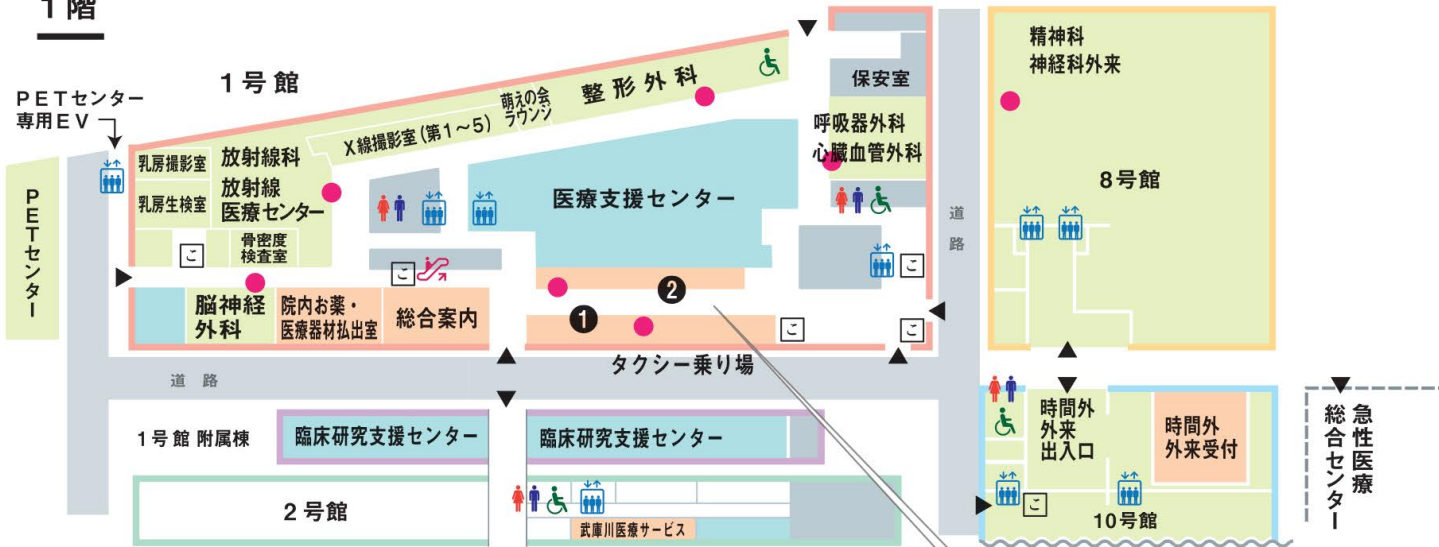 1階
1号館
PETセンター
専用EV
PETセンター
乳房撮影室
乳房生検室
放射線科
放射線
医療センター
骨密度
検査室
こ
X線撮影室(第1~5)
萌えの会
ラウンジ
整形外科
保安室
呼吸器外科
心臓血管外科
医療支援センター
こ
こ
脳神経
外科
院内お薬・
医療器材払出室
総合案内
❶
❷
こ
こ
タクシー乗り場
道路
道路
精神科
神経科外来
8号館
1号館 附属棟
臨床研究支援センター
臨床研究支援センター
2号館
武庫川医療サービス
時間外
外来
出入口
時間外
外来受付
こ
10号館
急性医療
総合センター